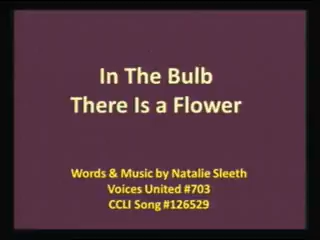 In The Bulb
There Is a Flower
Words & Music by Natalie Sleeth
Voices United #703
CCLI Song #126529